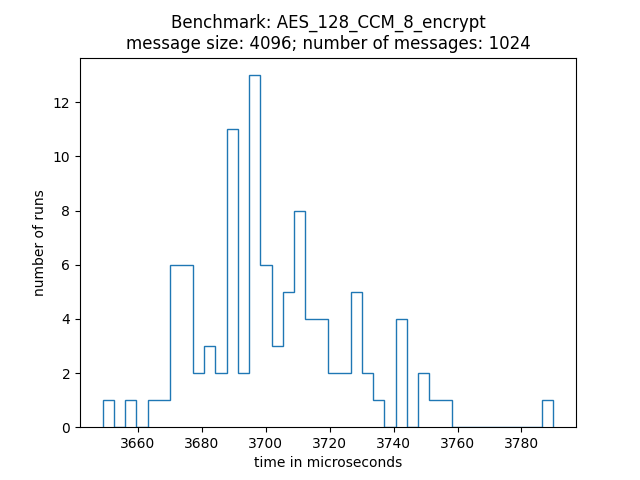 Benchmark: AES_128_CCM_8_encrypt
message size: 4096; number of messages: 1024
number of runs
12
10
8
6
4
2
0
3660 3680 3700 3720 3740 3760 3780
time in microseconds